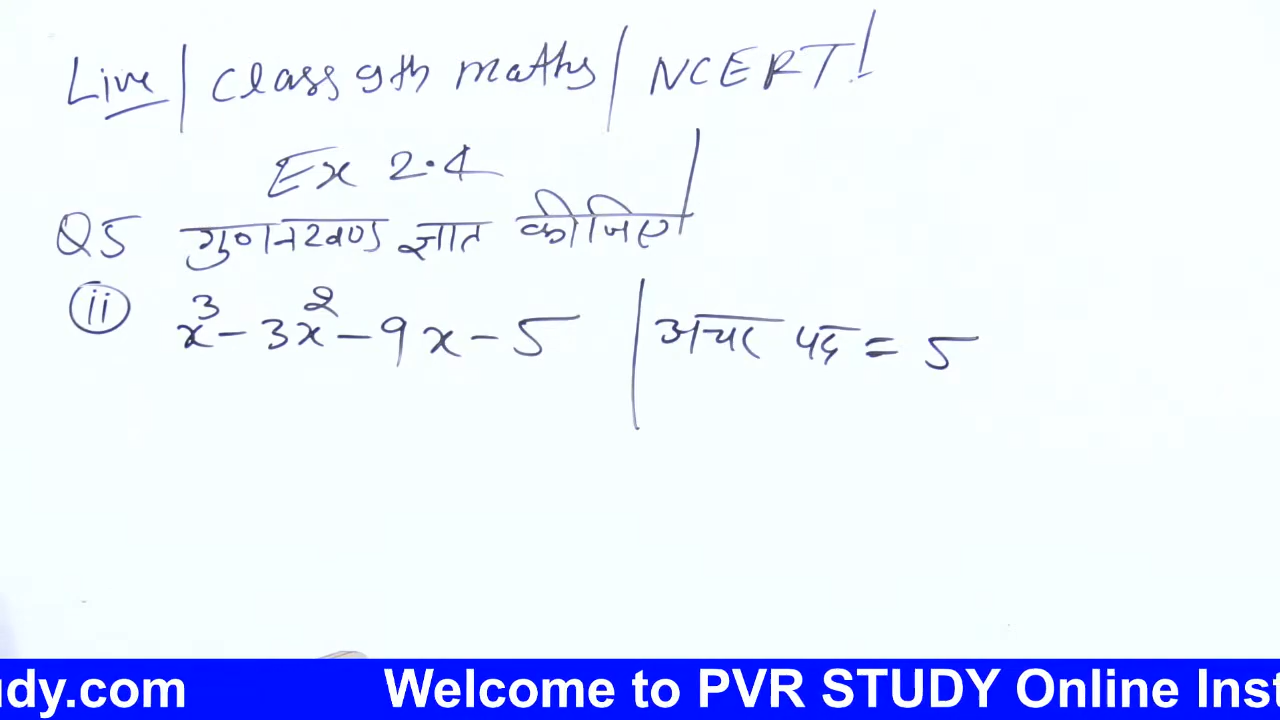 Live | Class 9th maths | NCERT!
Ex 2.4
Q5 गुणनखण्ड ज्ञात कीजिए
ii x³ - 3x² - 9x - 5 | अचर पद = 5
udy.com Welcome to PVR STUDY Online Inst